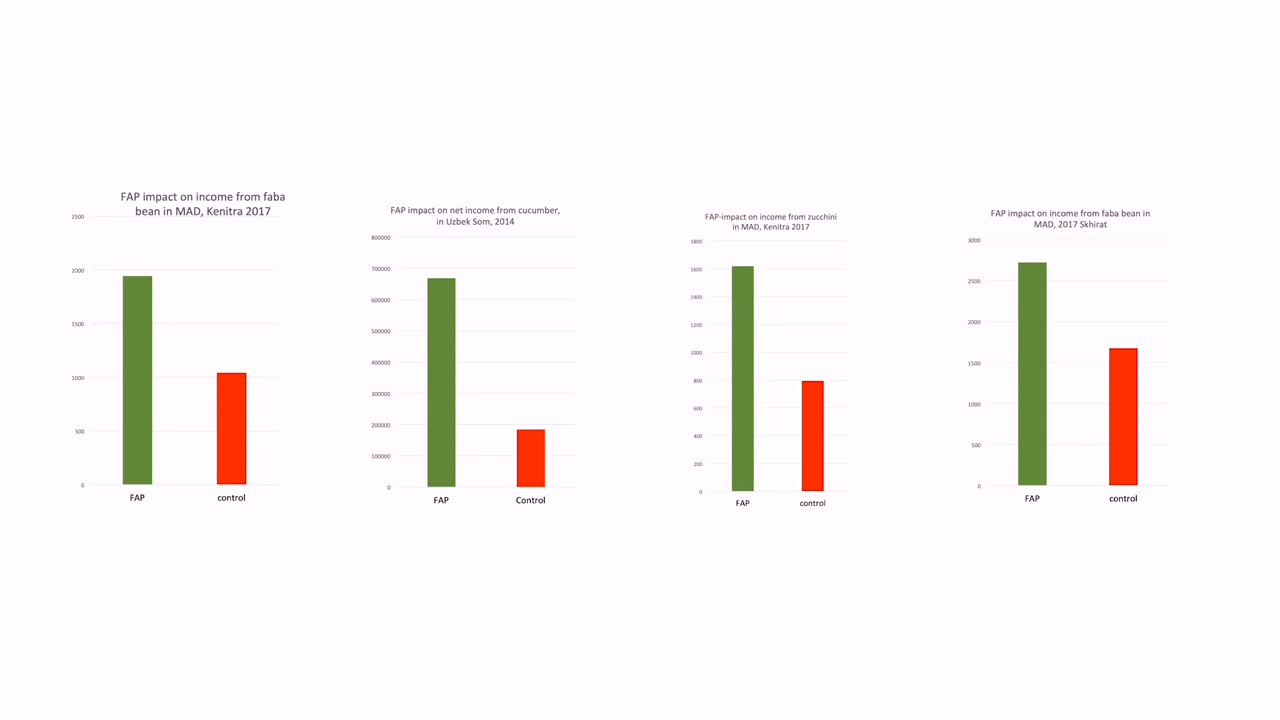 FAP impact on income from faba
bean in MAD, Kenitra 2017
2500
2000
1500
1000
500
0
FAP control
FAP impact on net income from cucumber,
in Uzbek Som, 2014
800000
700000
600000
500000
400000
300000
200000
100000
0
FAP Control
FAP-impact on income from zucchini
in MAD, Kenitra 2017
1800
1600
1400
1200
1000
800
600
400
200
0
FAP control
FAP impact on income from faba bean in
MAD, 2017 Skhirat
3000
2500
2000
1500
1000
500
0
FAP control